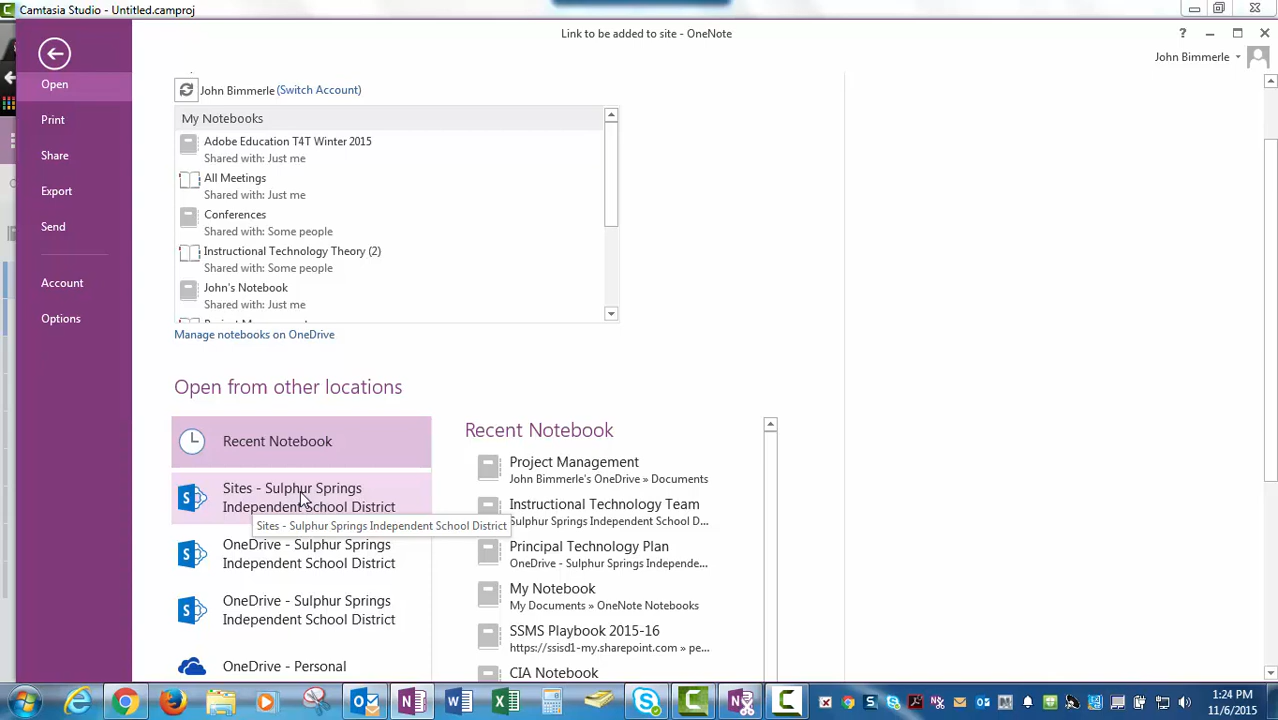 Camtasia Studio - Untitled.camproj
Link to be added to site - OneNote
?
John Bimmerle
Open
Print
Share
Export
Send
Account
Options
John Bimmerle (Switch Account)
My Notebooks
Adobe Education T4T Winter 2015
Shared with: Just me
All Meetings
Shared with: Just me
Conferences
Shared with: Some people
Instructional Technology Theory (2)
Shared with: Some people
John's Notebook
Shared with: Just me
Manage notebooks on OneDrive
Open from other locations
Recent Notebook
Sites - Sulphur Springs
Independent School District
Sites - Sulphur Springs Independent School District
OneDrive - Sulphur Springs
Independent School District
OneDrive - Sulphur Springs
Independent School District
OneDrive - Personal
Recent Notebook
Project Management
John Bimmerle's OneDrive » Documents
Instructional Technology Team
Sulphur Springs Independent School D...
Principal Technology Plan
OneDrive - Sulphur Springs Independe...
My Notebook
My Documents » OneNote Notebooks
SSMS Playbook 2015-16
https://ssisd1-my.sharepoint.com » pe...
CIA Notebook
1:24 PM
11/6/2015